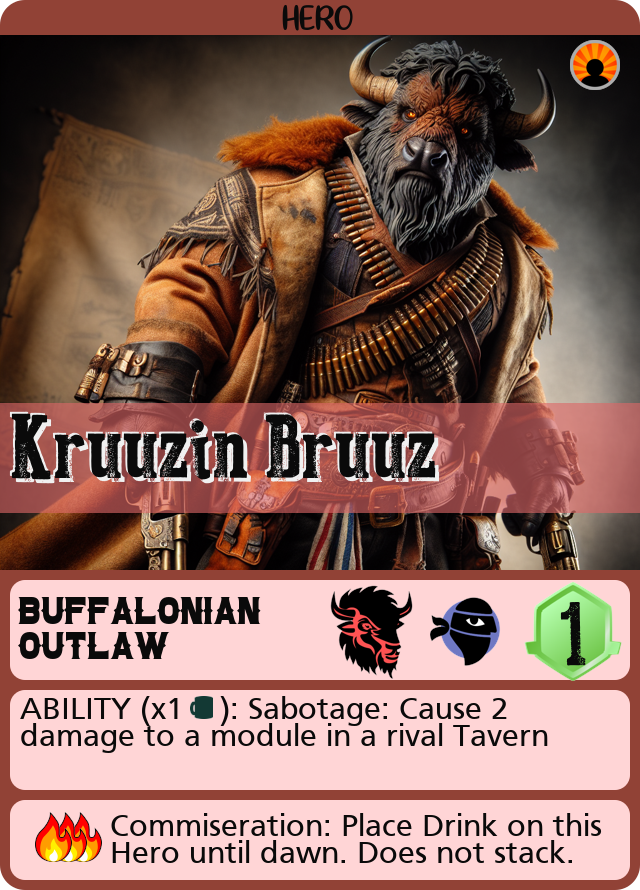 HERO
Kruuzin Bruuz
BUFFALONIAN
OUTLAW
1
ABILITY (x1 ): Sabotage: Cause 2
damage to a module in a rival Tavern
Commiseration: Place Drink on this
Hero until dawn. Does not stack.